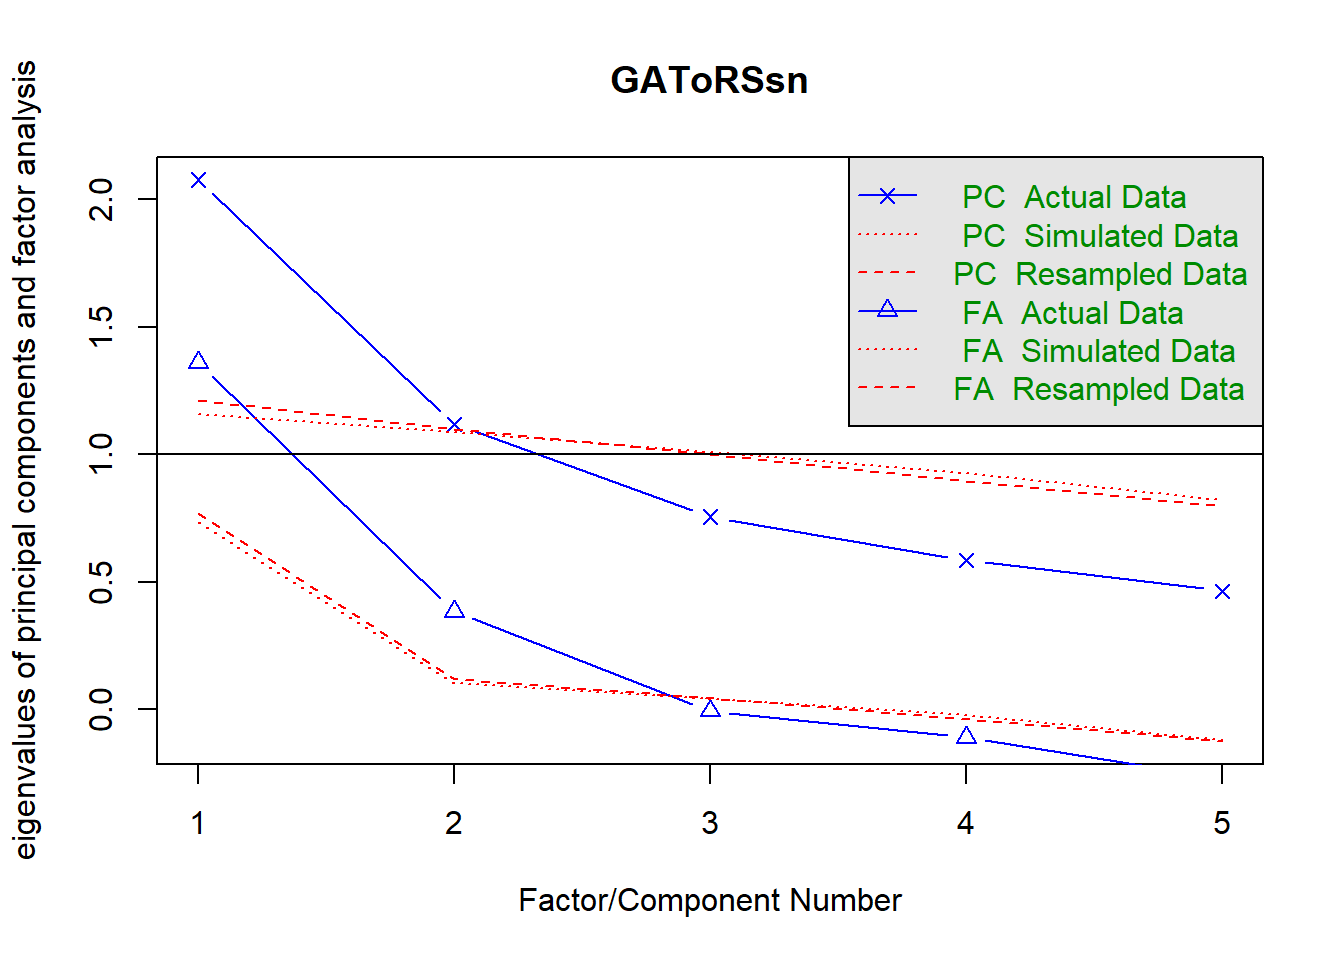 GAToRSsn
eigenvalues of principal components and factor analysis
2.0
1.5
1.0
0.5
0.0
PC Actual Data
PC Simulated Data
PC Resampled Data
FA Actual Data
FA Simulated Data
FA Resampled Data
1 2 3 4 5
Factor/Component Number